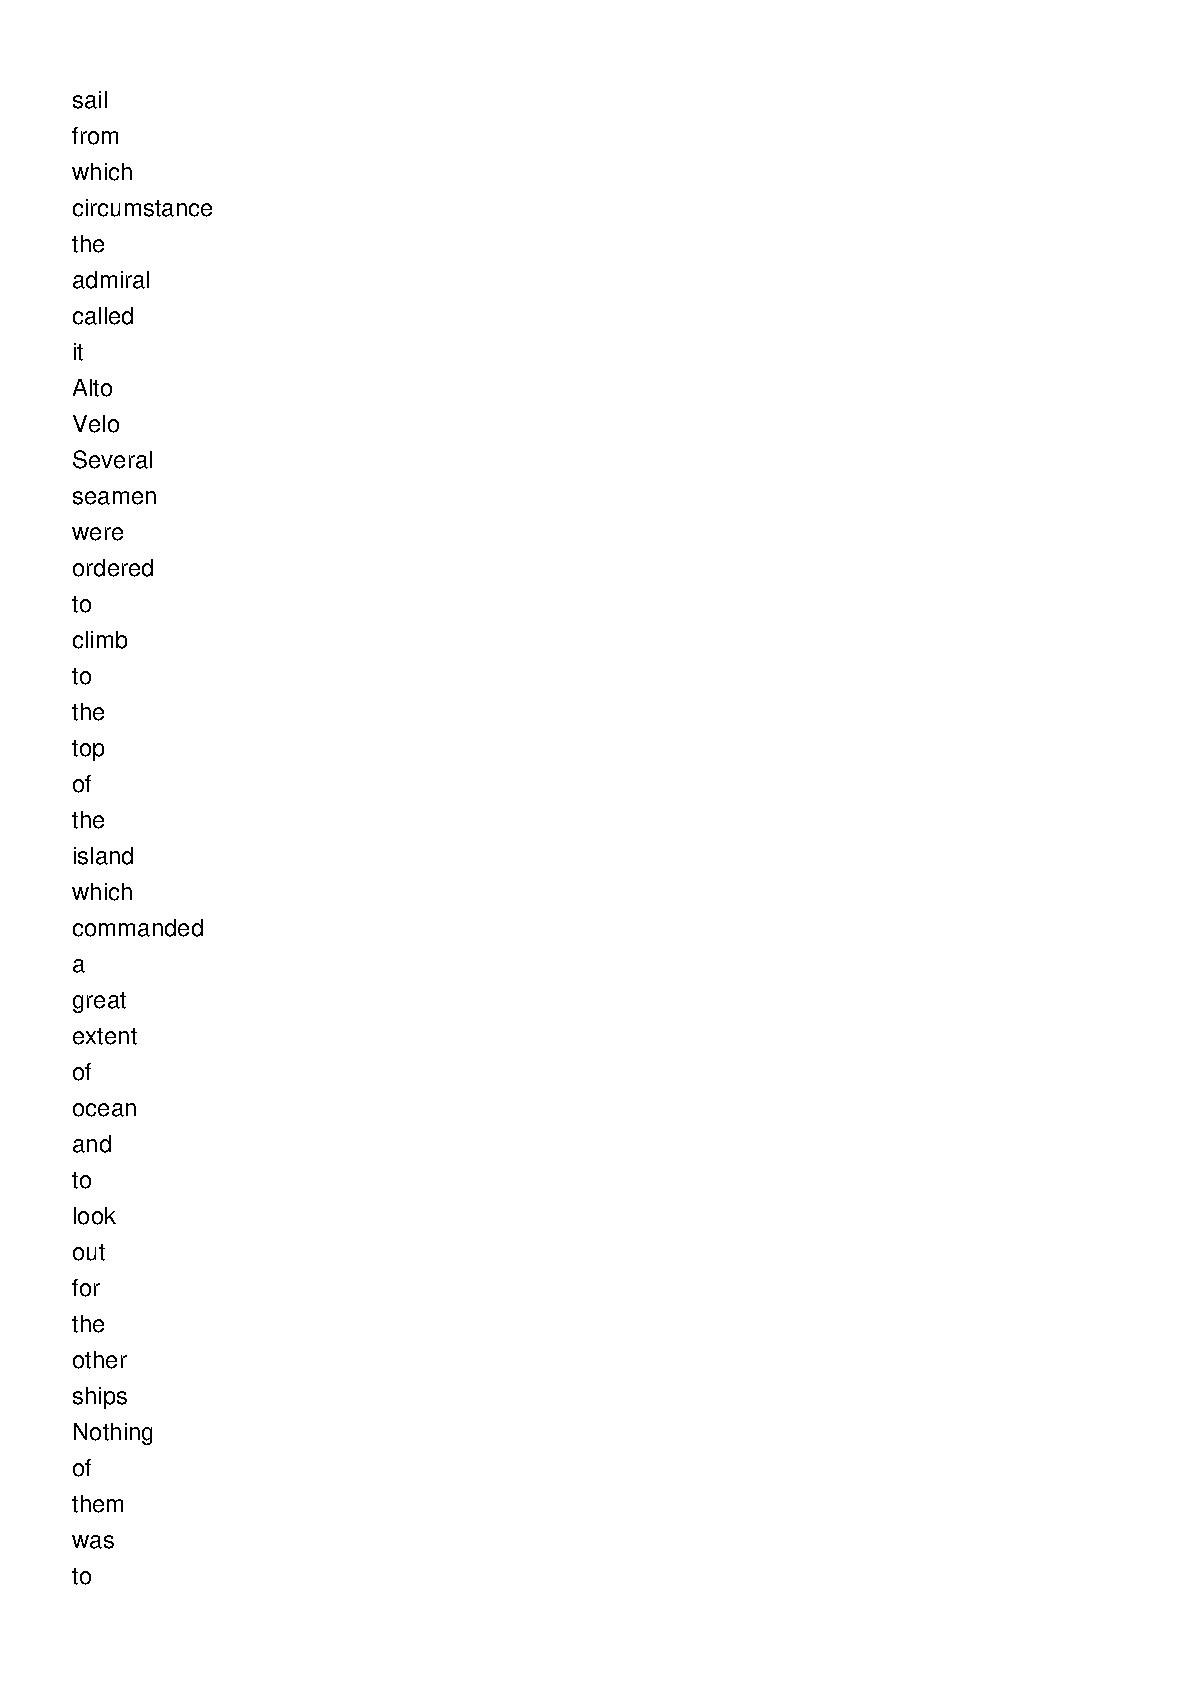 sail
from
which
circumstance
the
admiral
called
it
Alto
Velo
Several
seamen
were
ordered
to
climb
to
the
top
of
the
island
which
commanded
a
great
extent
of
ocean
and
to
look
out
for
the
other
ships
Nothing
of
them
was
to